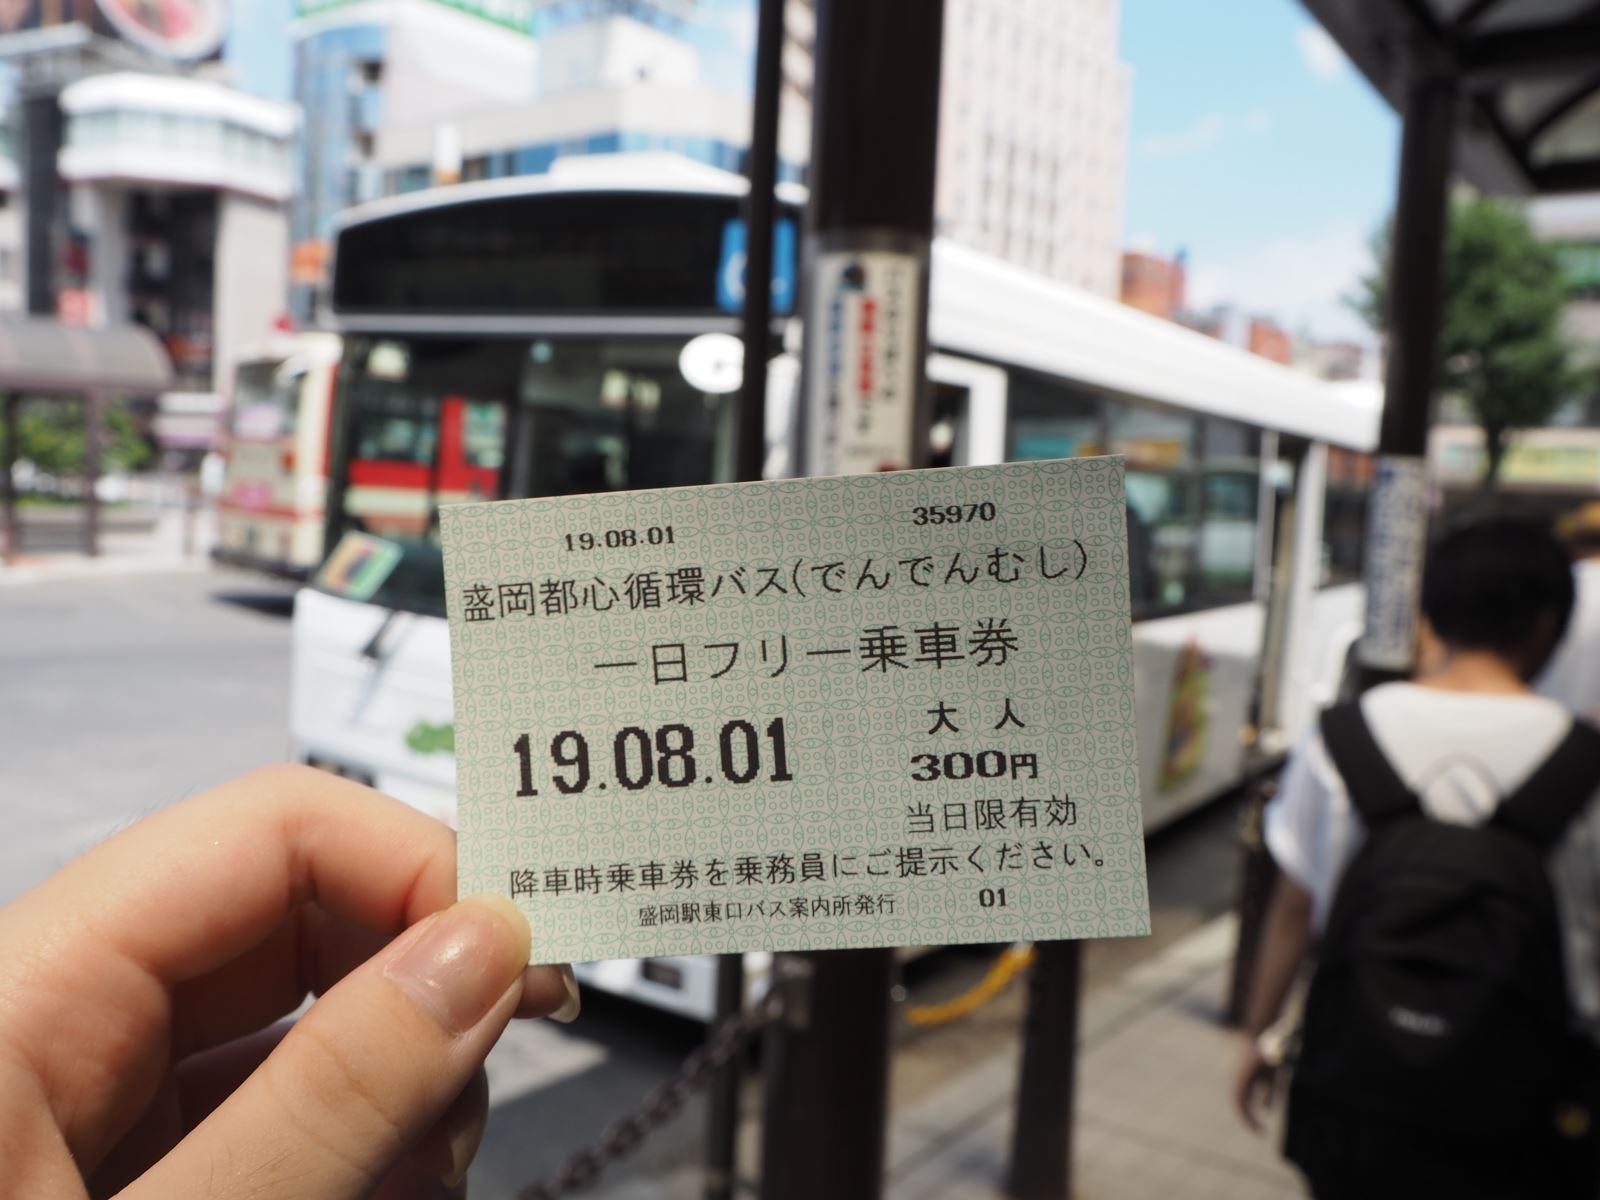 19.08.01 35970
盛岡都心循環バス(でんでんむし)
一日フリー乗車券
大 人
19.08.01 300円
当日限有効
降車時乗車券を乗務員にご提示ください。
盛岡駅東口バス案内所発行 01